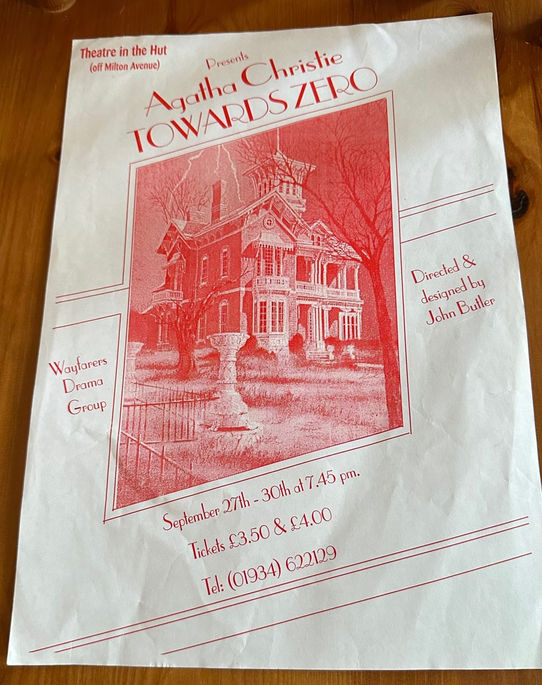 Theatre in the Hut
(off Milton Avenue)
Presents
Agatha Christie
TOWARDS ZERO
Directed &
designed by
John Butler
Wayfarers
Drama
Group
September 27th - 30th at 7.45 pm.
Tickets £3.50 & £4.00
Tel: (01934) 622129